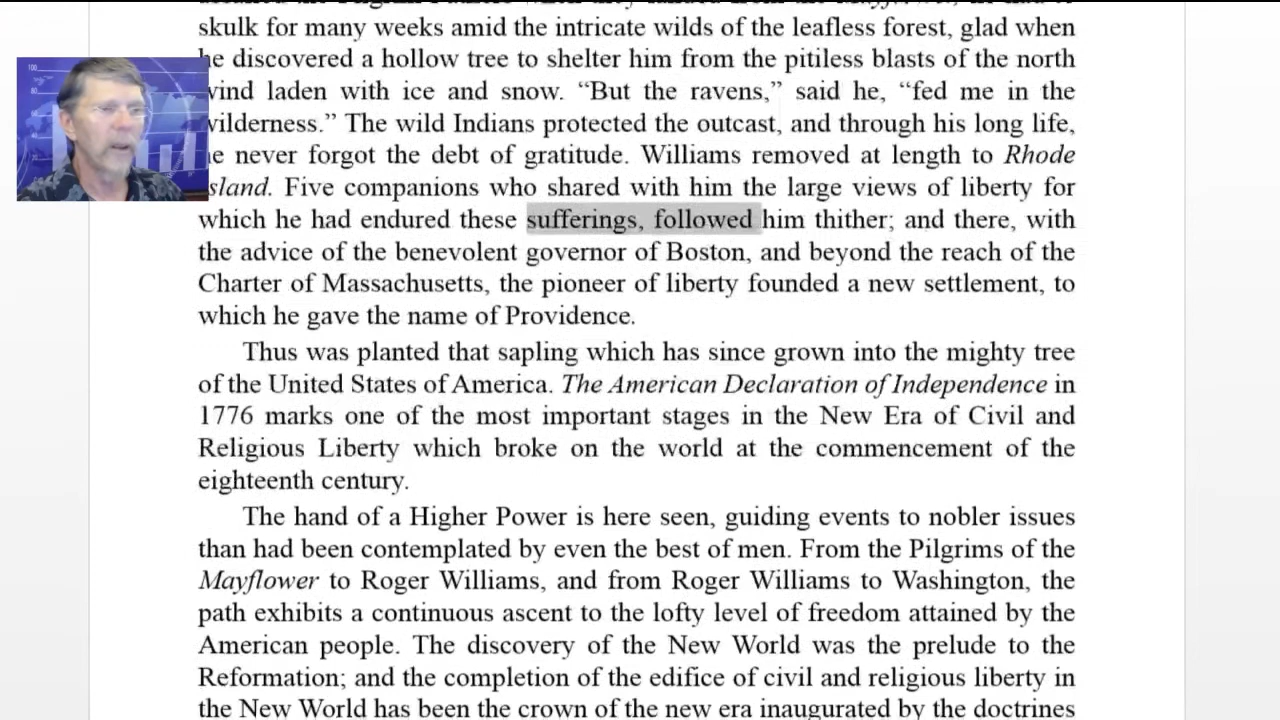 skulk for many weeks amid the intricate wilds of the leafless forest, glad when
he discovered a hollow tree to shelter him from the pitiless blasts of the north
wind laden with ice and snow. “But the ravens,” said he, “fed me in the
wilderness.” The wild Indians protected the outcast, and through his long life,
he never forgot the debt of gratitude. Williams removed at length to Rhode
Island. Five companions who shared with him the large views of liberty for
which he had endured these sufferings, followed him thither; and there, with
the advice of the benevolent governor of Boston, and beyond the reach of the
Charter of Massachusetts, the pioneer of liberty founded a new settlement, to
which he gave the name of Providence.
Thus was planted that sapling which has since grown into the mighty tree
of the United States of America. The American Declaration of Independence in
1776 marks one of the most important stages in the New Era of Civil and
Religious Liberty which broke on the world at the commencement of the
eighteenth century.
The hand of a Higher Power is here seen, guiding events to nobler issues
than had been contemplated by even the best of men. From the Pilgrims of the
Mayflower to Roger Williams, and from Roger Williams to Washington, the
path exhibits a continuous ascent to the lofty level of freedom attained by the
American people. The discovery of the New World was the prelude to the
Reformation; and the completion of the edifice of civil and religious liberty in
the New World has been the crown of the new era inaugurated by the doctrines